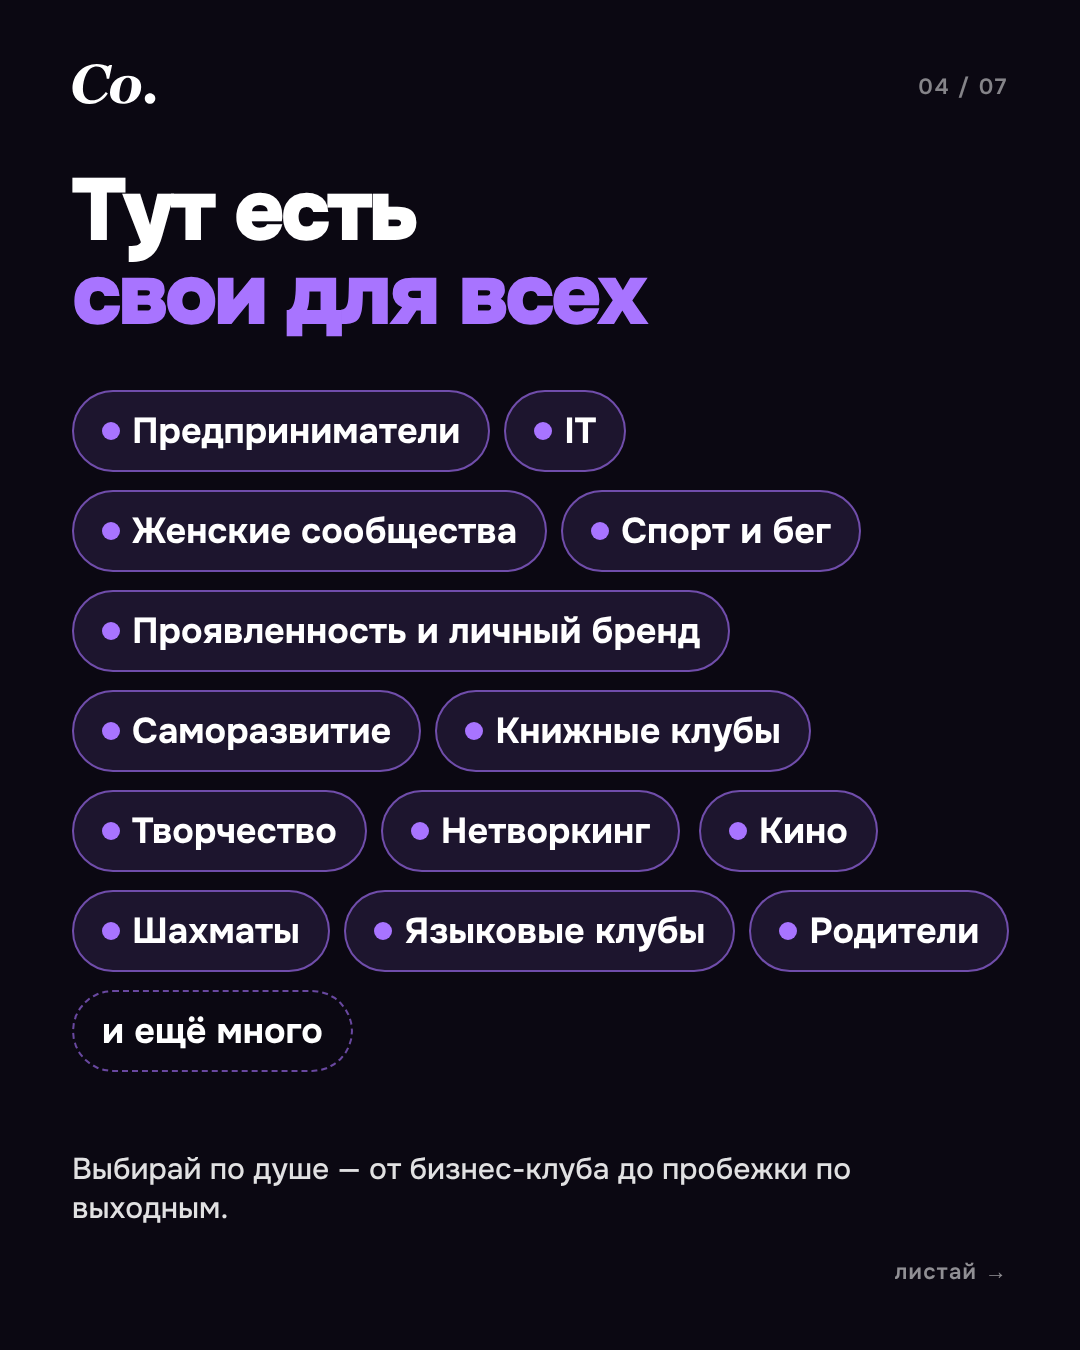 Co.
04 / 07
Тут есть
свои для всех
Предприниматели
IT
Женские сообщества
Спорт и бег
Проявленность и личный бренд
Саморазвитие
Книжные клубы
Творчество
Нетворкинг
Кино
Шахматы
Языковые клубы
Родители
и ещё много
Выбирай по душе — от бизнес-клуба до пробежки по
выходным.
листай →